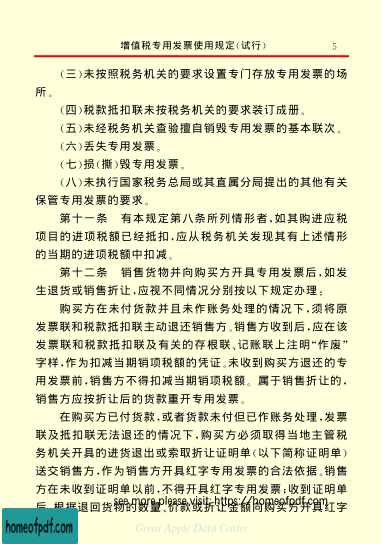 增值税专用发票使用规定(试行) 5
(三)未按照税务机关的要求设置专门存放专用发票的场
所。
(四)税款抵扣联未按税务机关的要求装订成册。
(五)未经税务机关查验擅自销毁专用发票的基本联次。
(六)丢失专用发票。
(七)损(撕)毁专用发票。
(八)未执行国家税务总局或其直属分局提出的其他有关
保管专用发票的要求。
第十一条 有本规定第八条所列情形者,如其购进应税
项目的进项税额已经抵扣,应从税务机关发现其有上述情形
的当期的进项税额中扣减。
第十二条 销售货物并向购买方开具专用发票后,如发
生退货或销售折让,应视不同情况分别按以下规定办理:
购买方在未付货款并且未作账务处理的情况下,须将原
发票联和税款抵扣联主动退还销售方。销售方收到后,应在该
发票联和税款抵扣联及有关的存根联、记账联上注明“作废”
字样,作为扣减当期销项税额的凭证。未收到购买方退还的专
用发票前,销售方不得扣减当期销项税额。属于销售折让的,
销售方应按折让后的货款重开专用发票。
在购买方已付货款,或者货款未付但已作账务处理,发票
联及抵扣联无法退还的情况下,购买方必须取得当地主管税
务机关开具的进货退出或索取折让证明单(以下简称证明单)
送交销售方,作为销售方开具红字专用发票的合法依据。销售
方在未收到证明单以前,不得开具红字专用发票;收到证明单
see more please visit: https://homeofpdf.com
后,根据退回货物的数量、价款或折让金额向购买方开具红字
homeofpdf.com
Green Apple Data Center